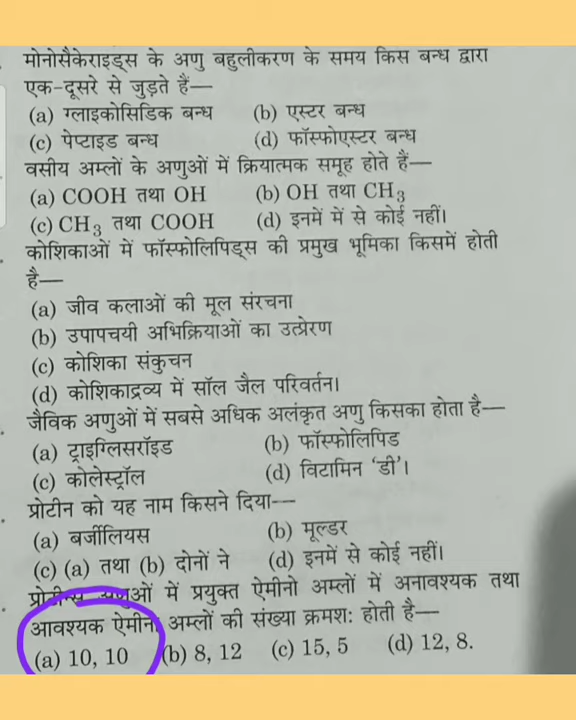 मोनोसैकेराइड्स के अणु बहुलीकरण के समय किस बन्ध द्वारा
एक-दूसरे से जुड़ते हैं—
(a) ग्लाइकोसिडिक बन्ध (b) एस्टर बन्ध
(c) पेप्टाइड बन्ध (d) फॉस्फोएस्टर बन्ध
वसीय अम्लों के अणुओं में क्रियात्मक समूह होते हैं—
(a) COOH तथा OH (b) OH तथा CH₃
(c) CH₃ तथा COOH (d) इनमें में से कोई नहीं।
कोशिकाओं में फॉस्फोलिपिड्स की प्रमुख भूमिका किसमें होती
है—
(a) जीव कलाओं की मूल संरचना
(b) उपापचयी अभिक्रियाओं का उत्प्रेरण
(c) कोशिका संकुचन
(d) कोशिकाद्रव्य में सॉल जैल परिवर्तन।
जैविक अणुओं में सबसे अधिक अलंकृत अणु किसका होता है—
(a) ट्राइग्लिसरॉइड (b) फॉस्फोलिपिड
(c) कोलेस्ट्रॉल (d) विटामिन ‘डी’।
प्रोटीन को यह नाम किसने दिया—
(a) बर्जीलियस (b) मूल्डर
(c) (a) तथा (b) दोनों ने (d) इनमें से कोई नहीं।
प्रोटीन्स अणुओं में प्रयुक्त ऐमीनो अम्लों में अनावश्यक तथा
आवश्यक ऐमीनो अम्लों की संख्या क्रमशः होती है—
(a) 10, 10 (b) 8, 12 (c) 15, 5 (d) 12, 8.